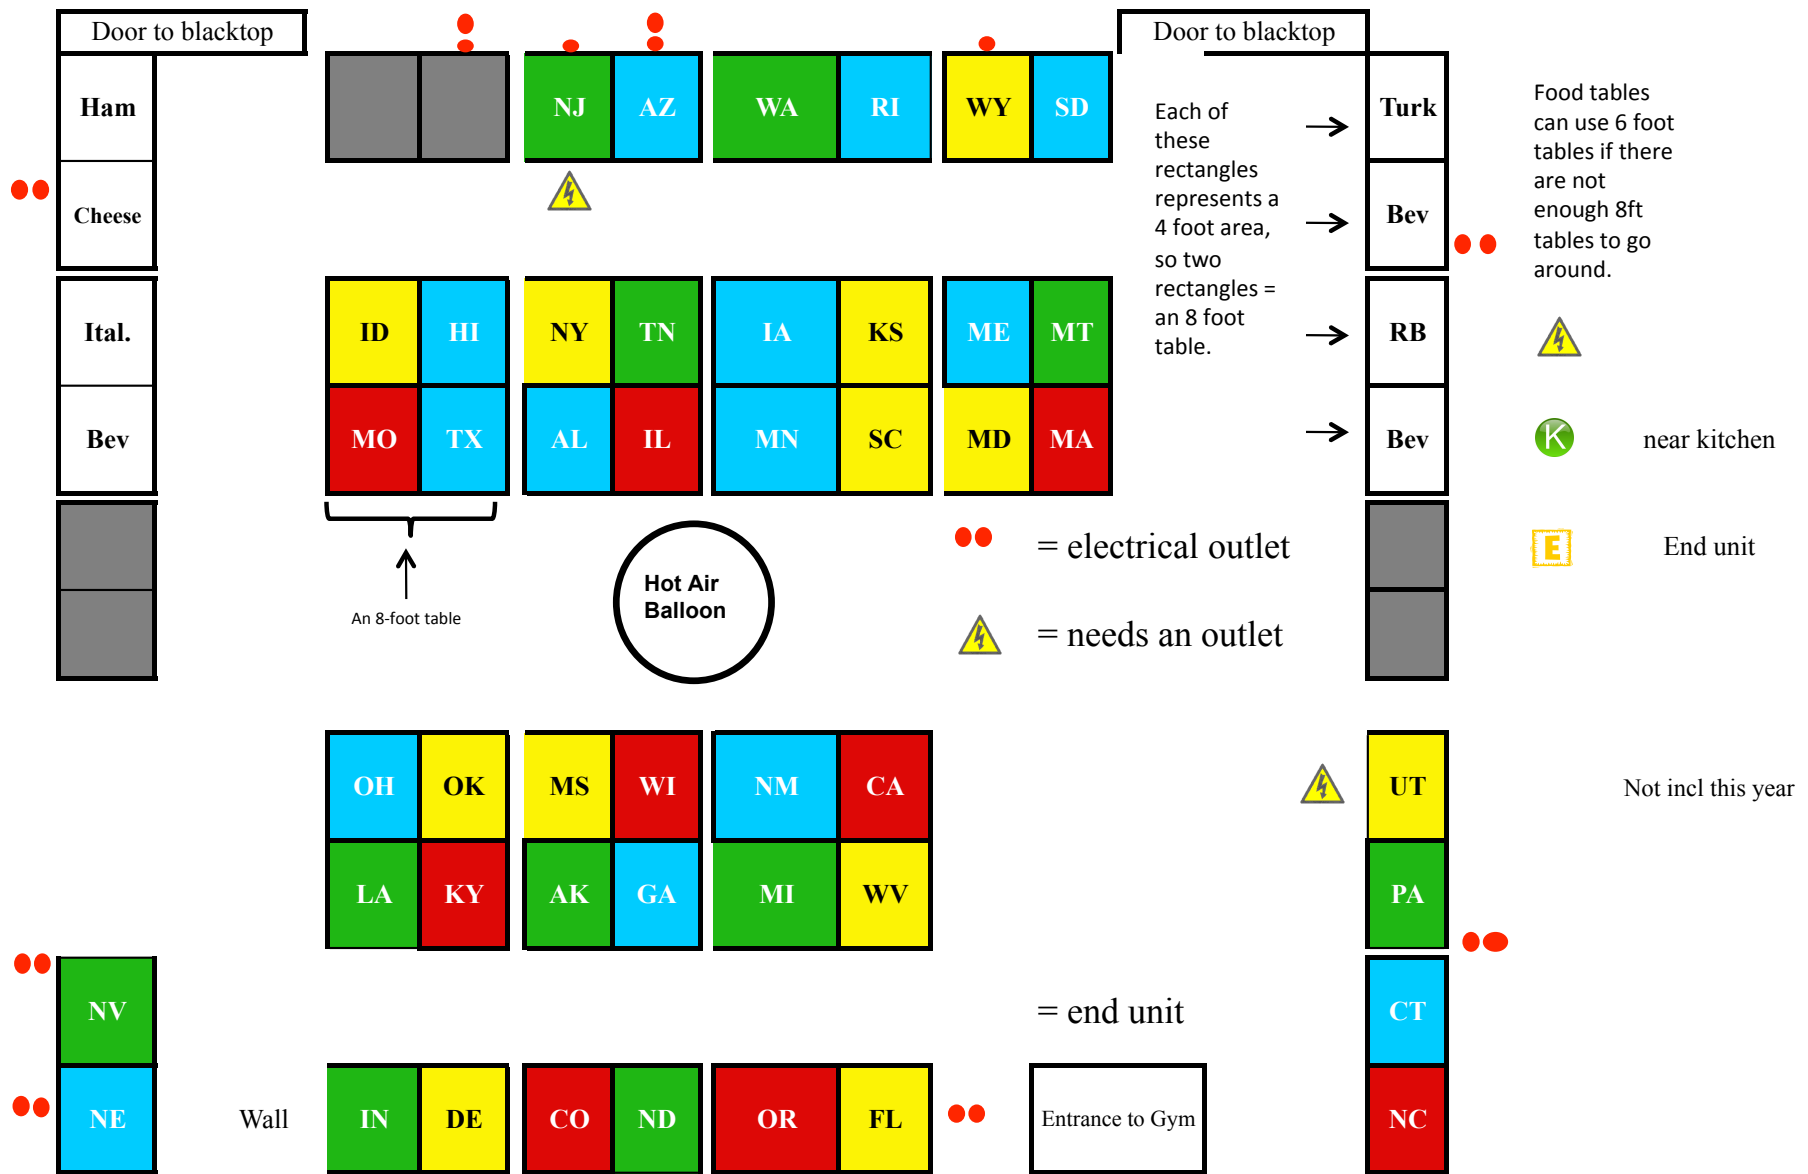 Door to blacktop
Door to blacktop
Ham
NJ AZ WA RI WY SD
Turk
Cheese
Bev
Each of
these
rectangles
represents a
4 foot area,
so two
rectangles =
an 8 foot
table.
Food tables
can use 6 foot
tables if there
are not
enough 8ft
tables to go
around.
Ital.
ID HI NY TN IA KS ME MT
RB
Bev
MO TX AL IL MN SC MD MA
Bev
K near kitchen
An 8-foot table
Hot Air
Balloon
= electrical outlet
= needs an outlet
E End unit
OH OK MS WI NM CA
UT
Not incl this year
LA KY AK GA MI WV
PA
NV
= end unit
CT
NE
Wall
IN DE CO ND OR FL
Entrance to Gym
NC